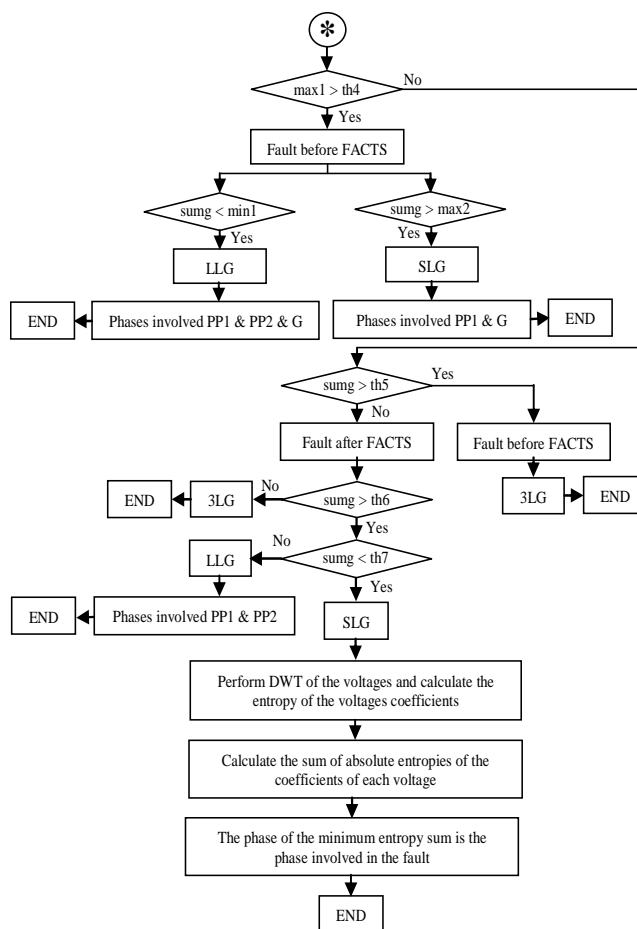 *
max1 > th4
No
Yes
Fault before FACTS
sumg < min1
sumg > max2
Yes
Yes
LLG
SLG
END
Phases involved PP1 & PP2 & G
Phases involved PP1 & G
END
sumg > th5
Yes
No
Fault after FACTS
Fault before FACTS
END
3LG
No
sumg > th6
3LG
END
Yes
No
LLG
sumg < th7
Yes
END
Phases involved PP1 & PP2
SLG
Perform DWT of the voltages and calculate the
entropy of the voltages coefficients
Calculate the sum of absolute entropies of the
coefficients of each voltage
The phase of the minimum entropy sum is the
phase involved in the fault
END